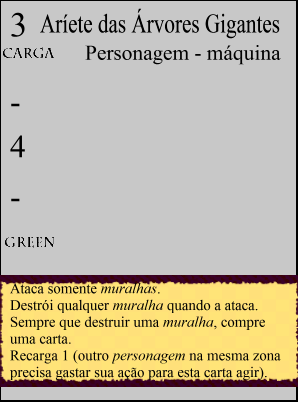 3 Aríete das Árvores Gigantes
CARGA Personagem - máquina
-
4
-
GREEN
Ataca somente muralhas.
Destrói qualquer muralha quando a ataca.
Sempre que destruir uma muralha, compre
uma carta.
Recarga 1 (outro personagem na mesma zona
precisa gastar sua ação para esta carta agir).